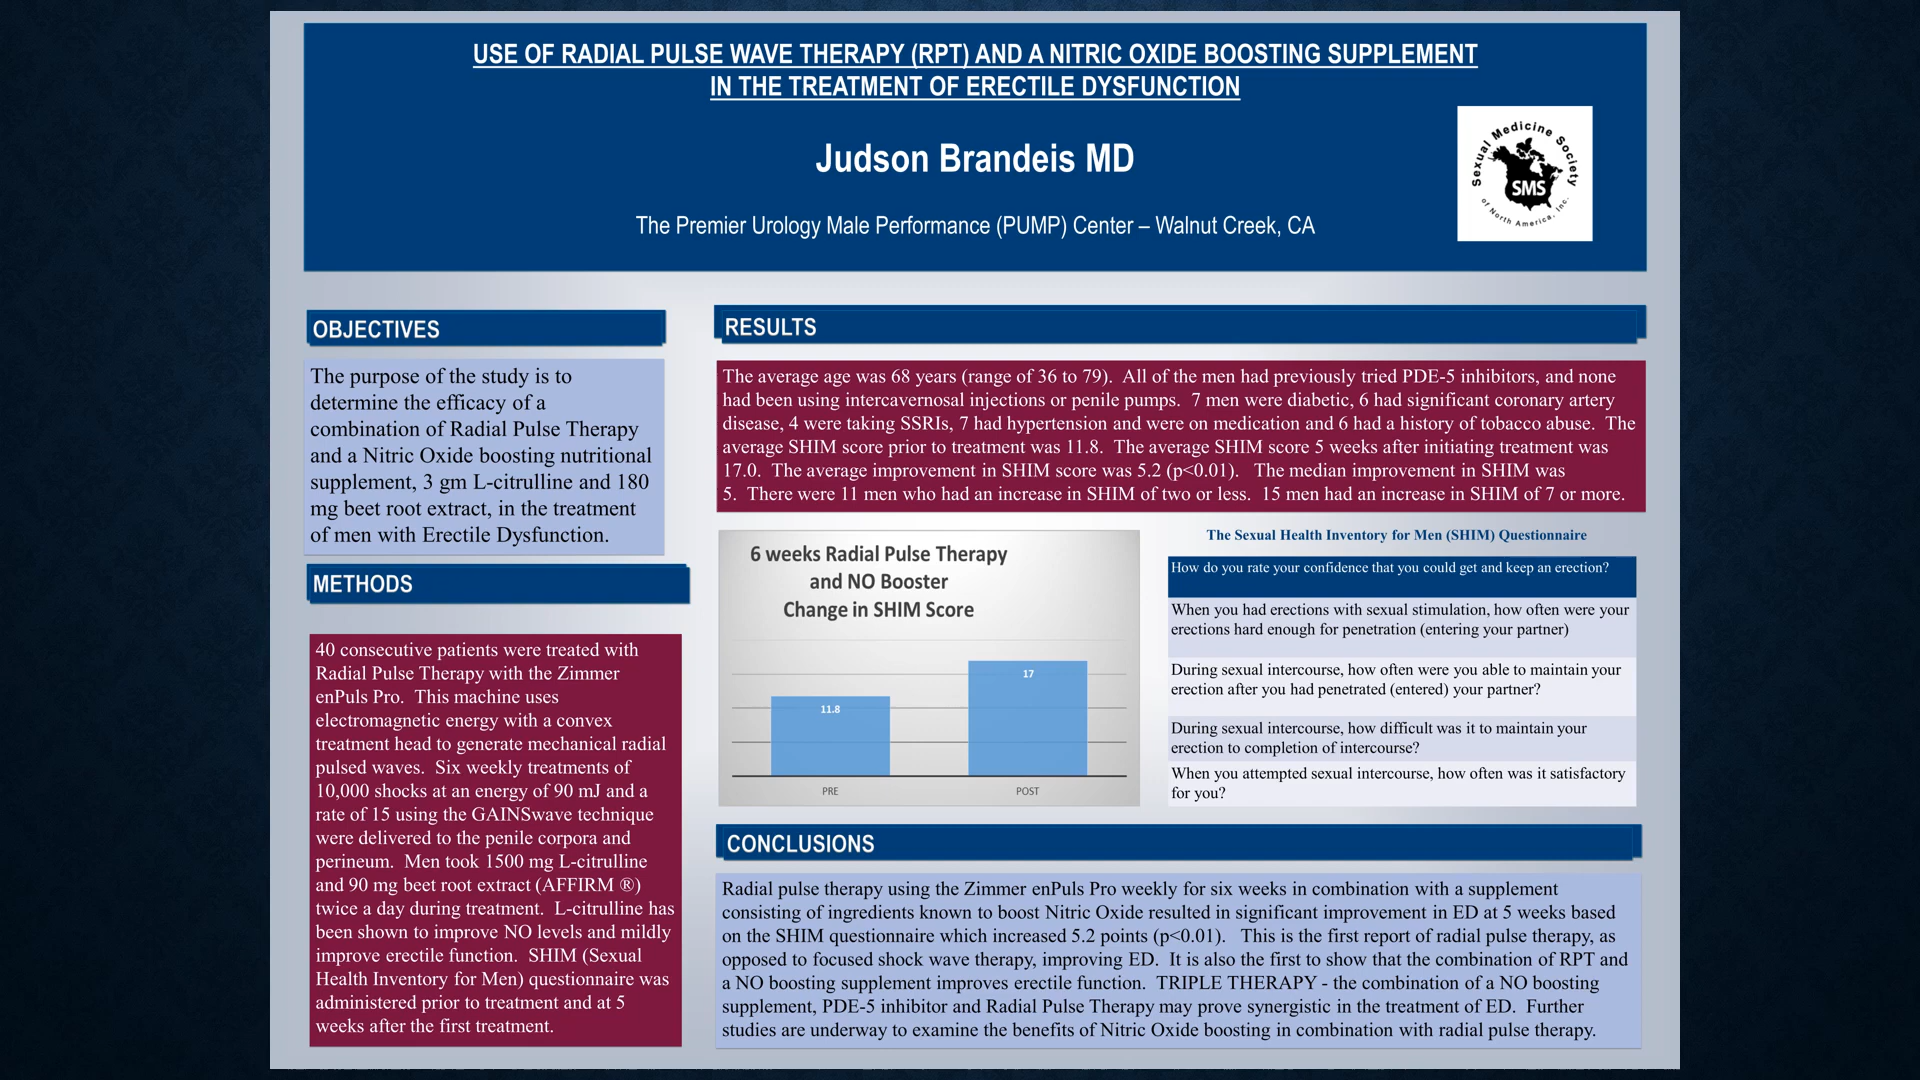 USE OF RADIAL PULSE WAVE THERAPY (RPT) AND A NITRIC OXIDE BOOSTING SUPPLEMENT
IN THE TREATMENT OF ERECTILE DYSFUNCTION
Judson Brandeis MD
The Premier Urology Male Performance (PUMP) Center – Walnut Creek, CA
Sexual Medicine Society
SMS
of North America, Inc.
OBJECTIVES
The purpose of the study is to
determine the efficacy of a
combination of Radial Pulse Therapy
and a Nitric Oxide boosting nutritional
supplement, 3 gm L-citrulline and 180
mg beet root extract, in the treatment
of men with Erectile Dysfunction.
METHODS
40 consecutive patients were treated with
Radial Pulse Therapy with the Zimmer
enPuls Pro.  This machine uses
electromagnetic energy with a convex
treatment head to generate mechanical radial
pulsed waves.  Six weekly treatments of
10,000 shocks at an energy of 90 mJ and a
rate of 15 using the GAINSwave technique
were delivered to the penile corpora and
perineum.  Men took 1500 mg L-citrulline
and 90 mg beet root extract (AFFIRM ®)
twice a day during treatment.  L-citrulline has
been shown to improve NO levels and mildly
improve erectile function.  SHIM (Sexual
Health Inventory for Men) questionnaire was
administered prior to treatment and at 5
weeks after the first treatment.
RESULTS
The average age was 68 years (range of 36 to 79).  All of the men had previously tried PDE-5 inhibitors, and none
had been using intercavernosal injections or penile pumps.  7 men were diabetic, 6 had significant coronary artery
disease, 4 were taking SSRIs, 7 had hypertension and were on medication and 6 had a history of tobacco abuse.  The
average SHIM score prior to treatment was 11.8.  The average SHIM score 5 weeks after initiating treatment was
17.0.  The average improvement in SHIM score was 5.2 (p<0.01).   The median improvement in SHIM was
5.  There were 11 men who had an increase in SHIM of two or less.  15 men had an increase in SHIM of 7 or more.
6 weeks Radial Pulse Therapy
and NO Booster
Change in SHIM Score
11.8
17
PRE
POST
The Sexual Health Inventory for Men (SHIM) Questionnaire
How do you rate your confidence that you could get and keep an erection?
When you had erections with sexual stimulation, how often were your
erections hard enough for penetration (entering your partner)
During sexual intercourse, how often were you able to maintain your
erection after you had penetrated (entered) your partner?
During sexual intercourse, how difficult was it to maintain your
erection to completion of intercourse?
When you attempted sexual intercourse, how often was it satisfactory
for you?
CONCLUSIONS
Radial pulse therapy using the Zimmer enPuls Pro weekly for six weeks in combination with a supplement
consisting of ingredients known to boost Nitric Oxide resulted in significant improvement in ED at 5 weeks based
on the SHIM questionnaire which increased 5.2 points (p<0.01).   This is the first report of radial pulse therapy, as
opposed to focused shock wave therapy, improving ED.  It is also the first to show that the combination of RPT and
a NO boosting supplement improves erectile function.  TRIPLE THERAPY - the combination of a NO boosting
supplement, PDE-5 inhibitor and Radial Pulse Therapy may prove synergistic in the treatment of ED.  Further
studies are underway to examine the benefits of Nitric Oxide boosting in combination with radial pulse therapy.